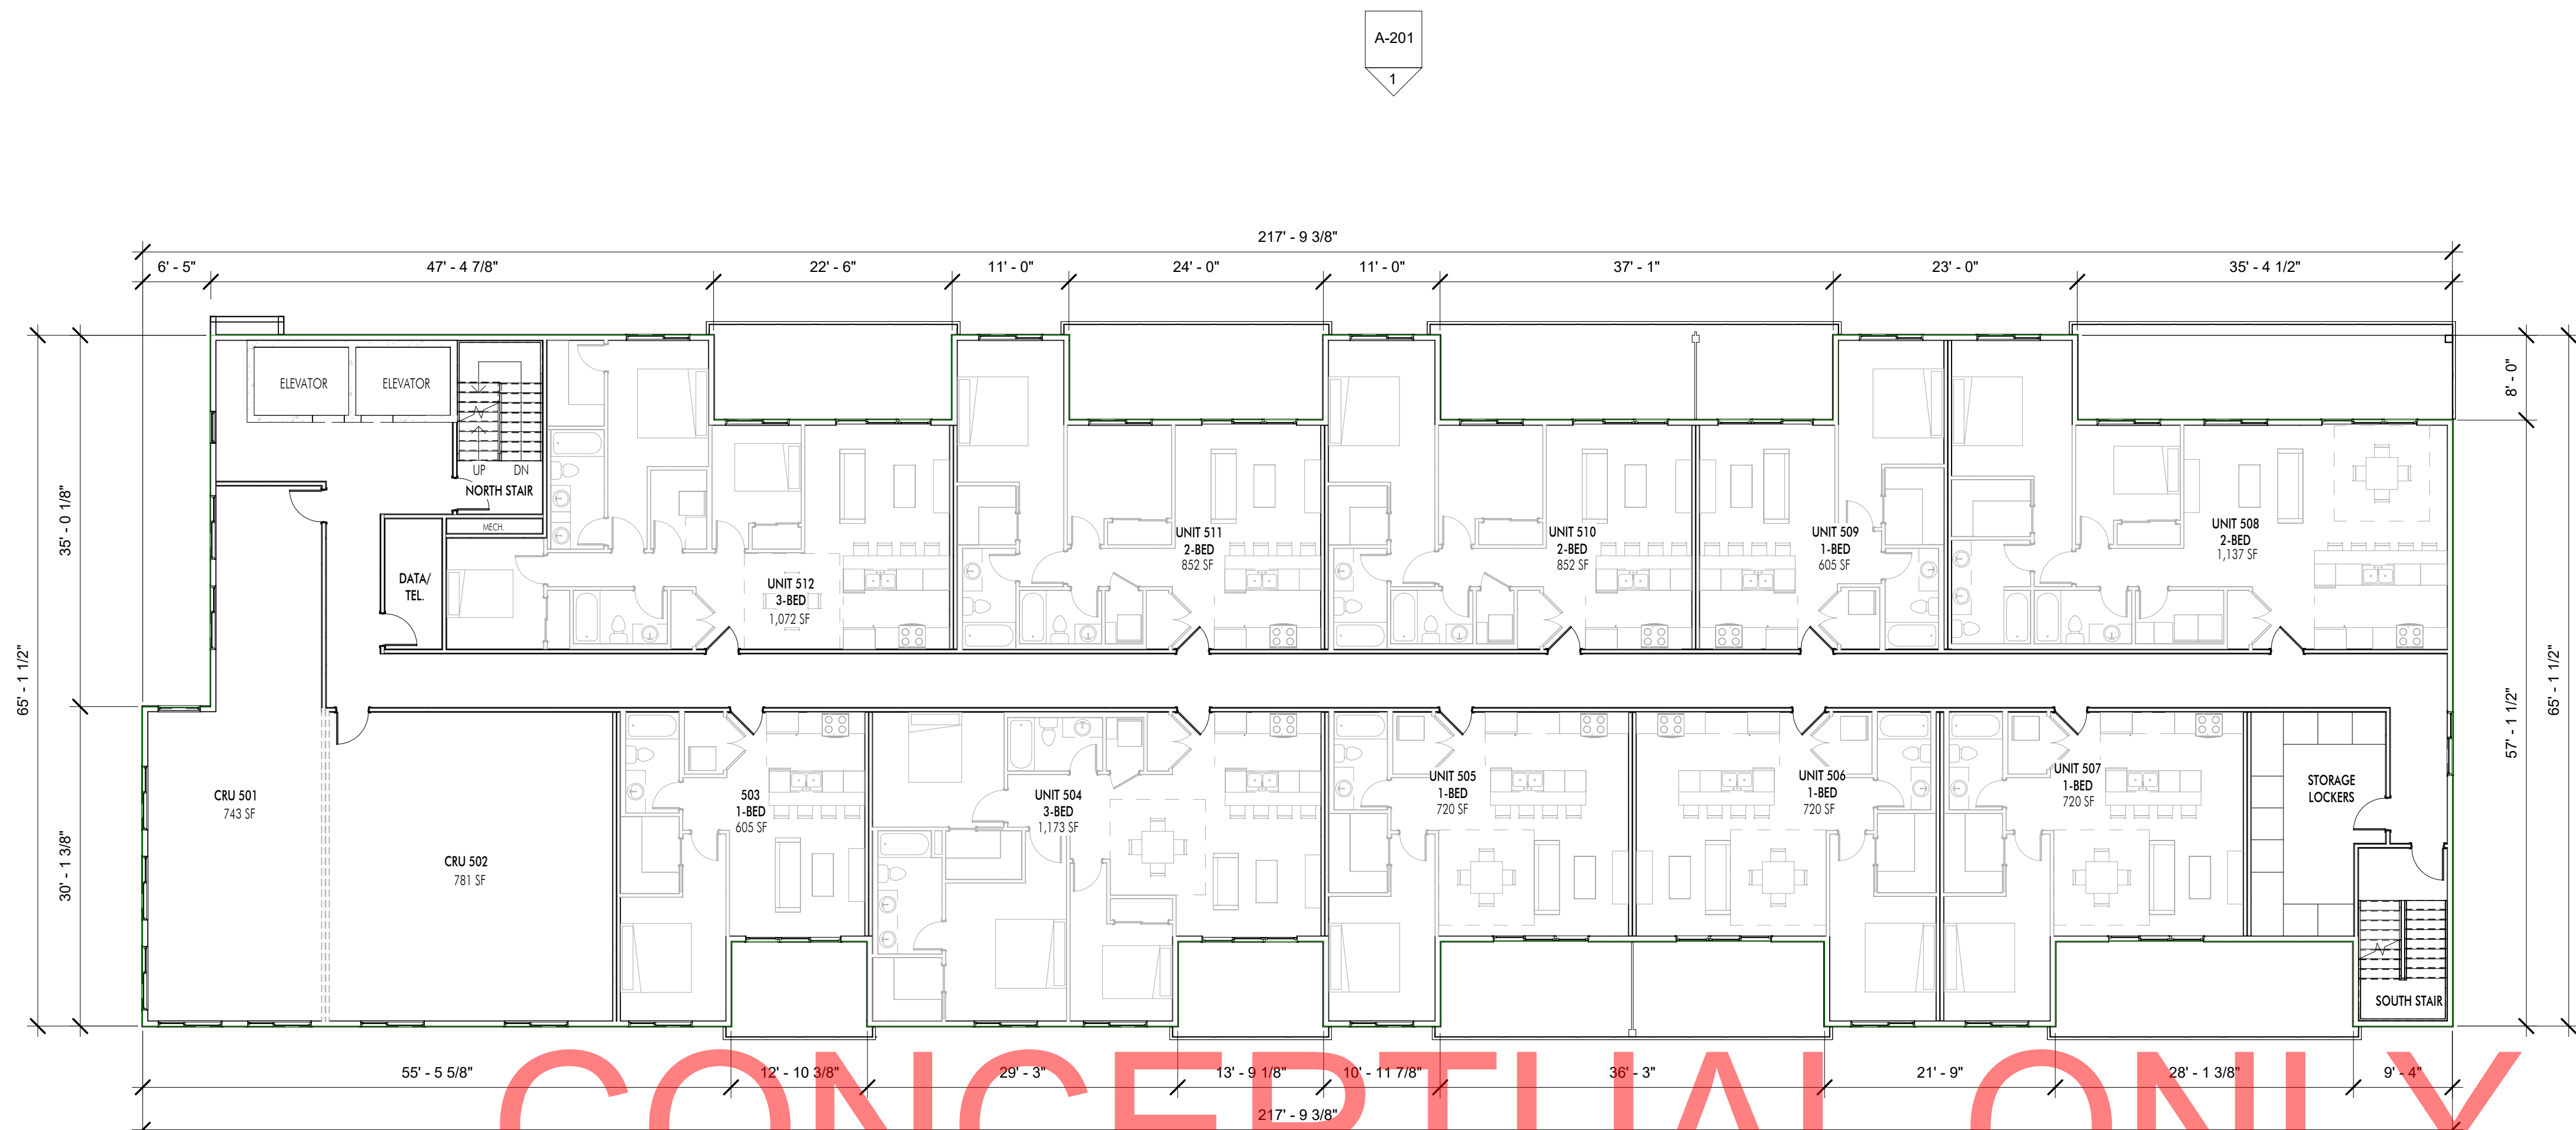 A-201
1
217' - 9 3/8"
6' - 5"
47' - 4 7/8"
22' - 6"
11' - 0"
24' - 0"
11' - 0"
37' - 1"
23' - 0"
35' - 4 1/2"
65' - 1 1/2"
35' - 0 1/8"
30' - 1 3/8"
8' - 0"
57' - 1 1/2"
65' - 1 1/2"
ELEVATOR
ELEVATOR
UP
DN
NORTH STAIR
MECH.
DATA/
TEL.
UNIT 512
3-BED
1,072 SF
UNIT 511
2-BED
852 SF
UNIT 510
2-BED
852 SF
UNIT 509
1-BED
605 SF
UNIT 508
2-BED
1,137 SF
CRU 501
743 SF
CRU 502
781 SF
503
1-BED
605 SF
UNIT 504
3-BED
1,173 SF
UNIT 505
1-BED
720 SF
UNIT 506
1-BED
720 SF
UNIT 507
1-BED
720 SF
STORAGE
LOCKERS
SOUTH STAIR
55' - 5 5/8"
12' - 10 3/8"
29' - 3"
13' - 9 1/8"
10' - 11 7/8"
36' - 3"
21' - 9"
28' - 1 3/8"
9' - 4"
217' - 9 3/8"
CONCEPTUAL ONLY